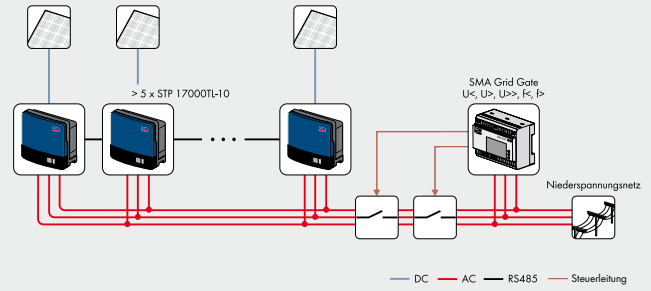 > 5 x STP 17000TL-10
SMA Grid Gate
U<, U>, U>>, f<, f>
Niederspannungsnetz
DC
AC
RS485
Steuerleitung